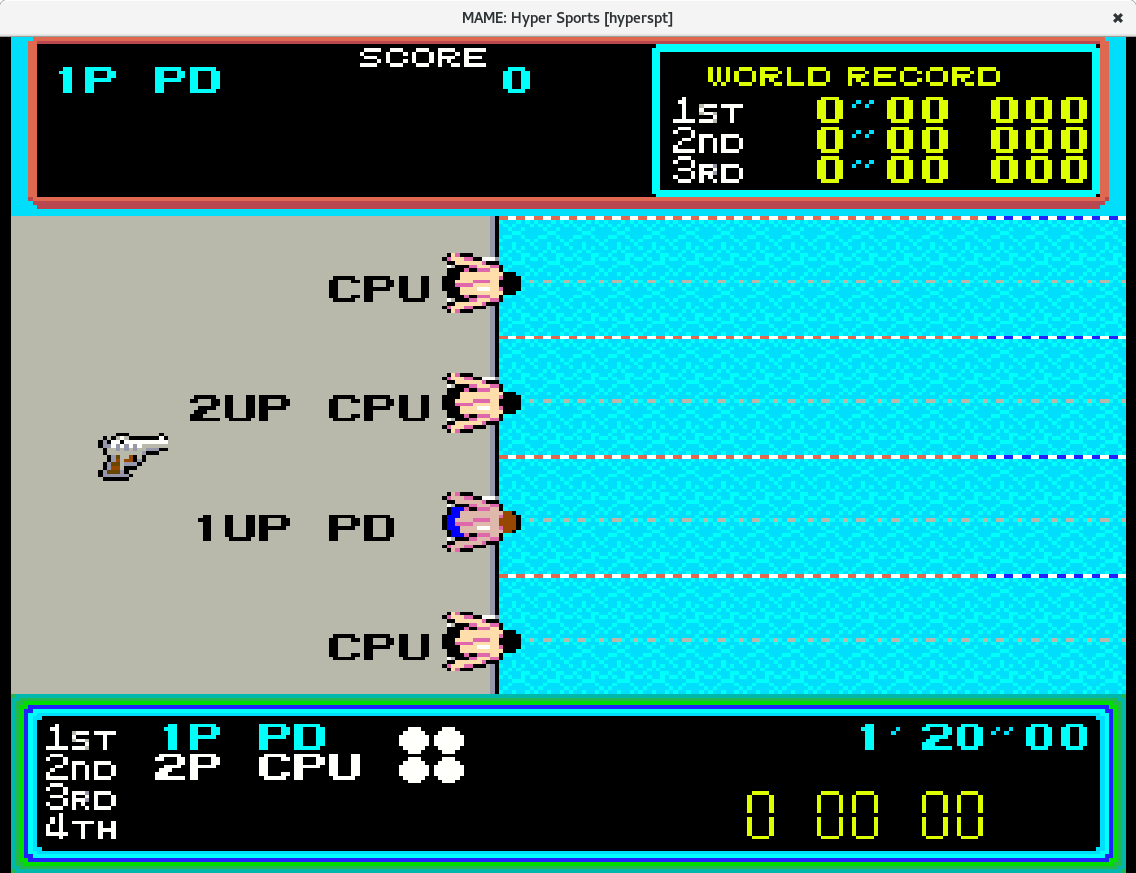 MAME: Hyper Sports [hyperspt]
SCORE
1P PD 0
WORLD RECORD
1ST 0"00 000
2ND 0"00 000
3RD 0"00 000
CPU
2UP CPU
1UP PD
CPU
1ST 1P PD 1'20"00
2ND 2P CPU
3RD
4TH
0 00 00